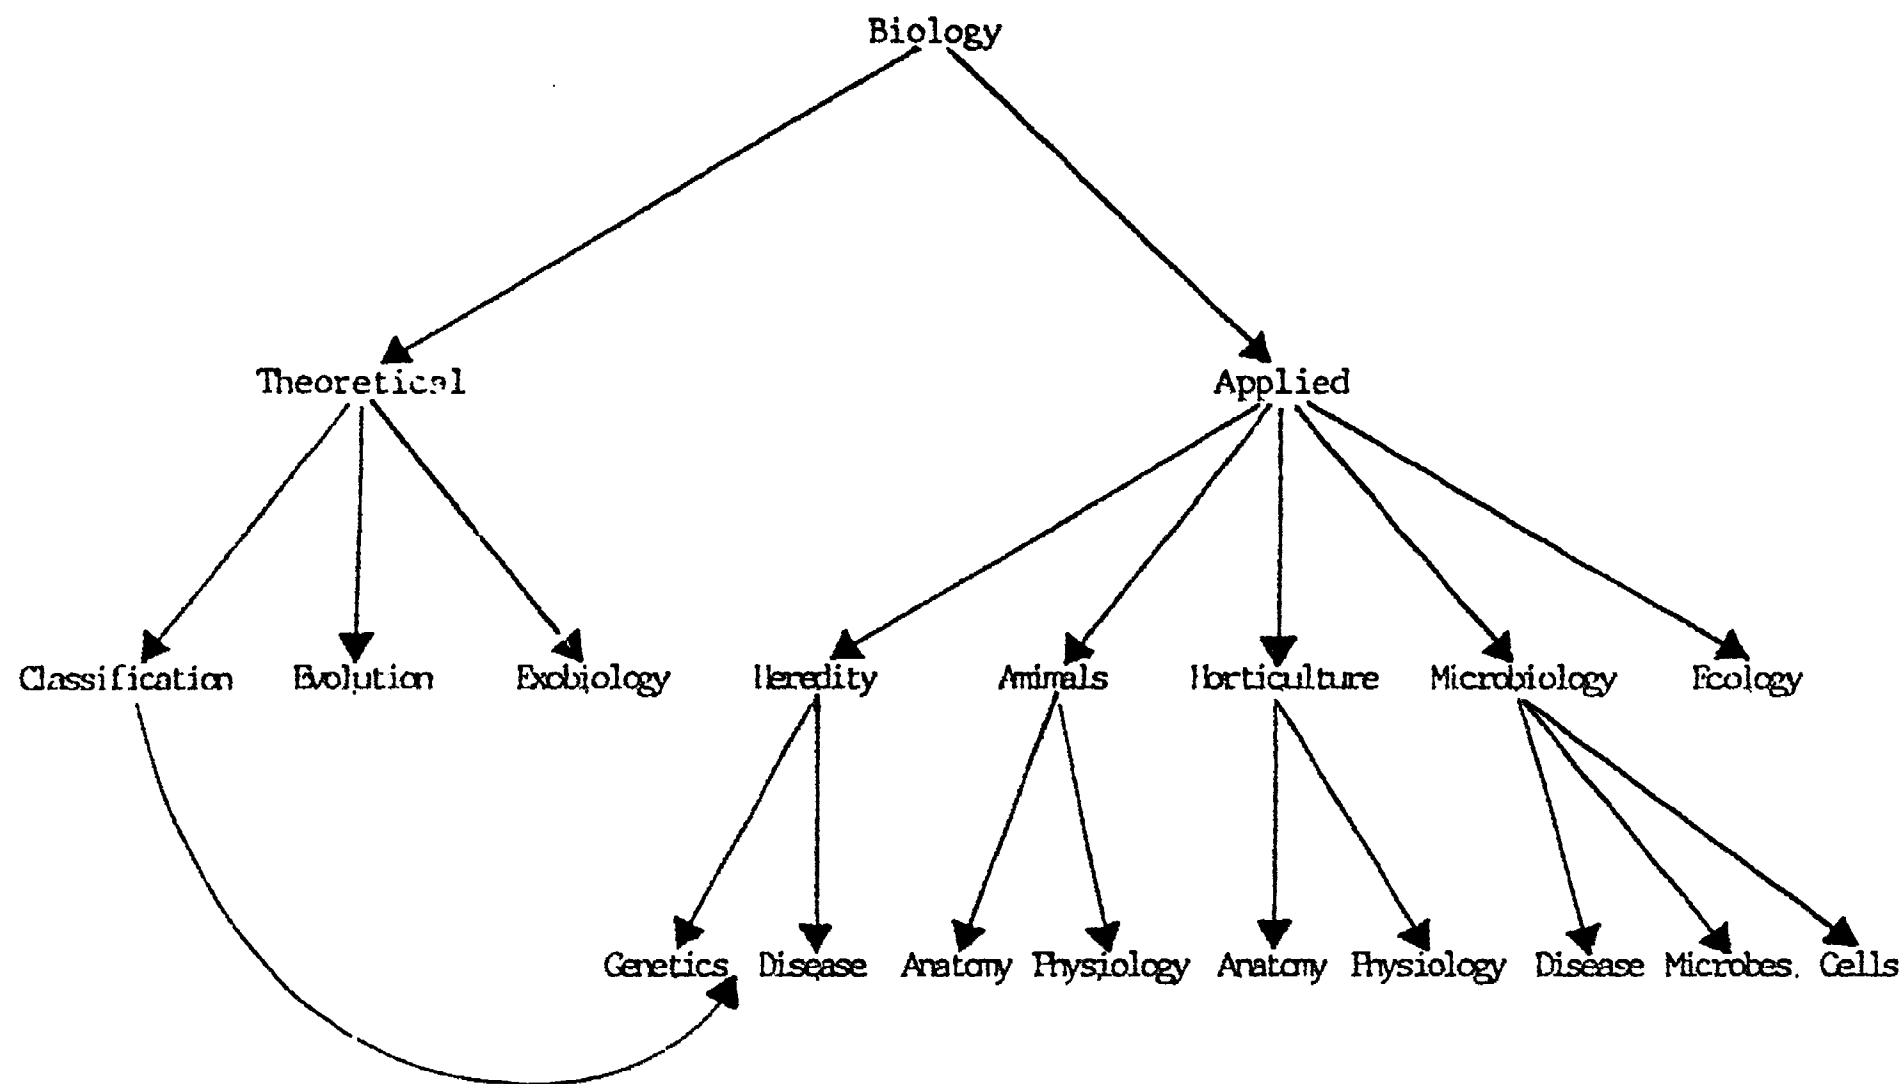 Biology
Theoretical Applied
Classification Evolution Exobiology Heredity Animals Horticulture Microbiology Ecology
Genetics Disease Anatomy Physiology Anatomy Physiology Disease Microbes. Cells